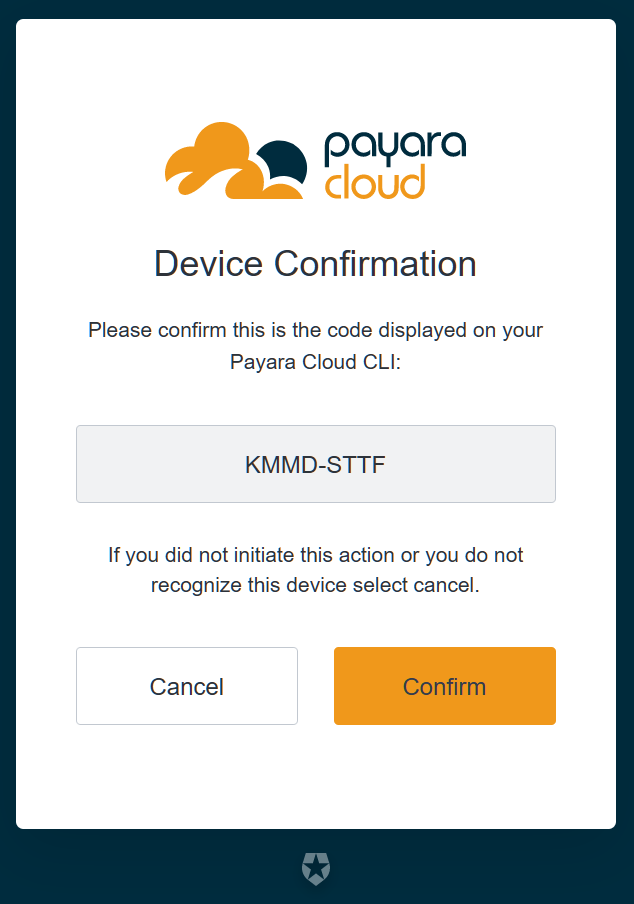 payara
cloud
Device Confirmation
Please confirm this is the code displayed on your
Payara Cloud CLI:
KMMD-STTF
If you did not initiate this action or you do not
recognize this device select cancel.
Cancel
Confirm